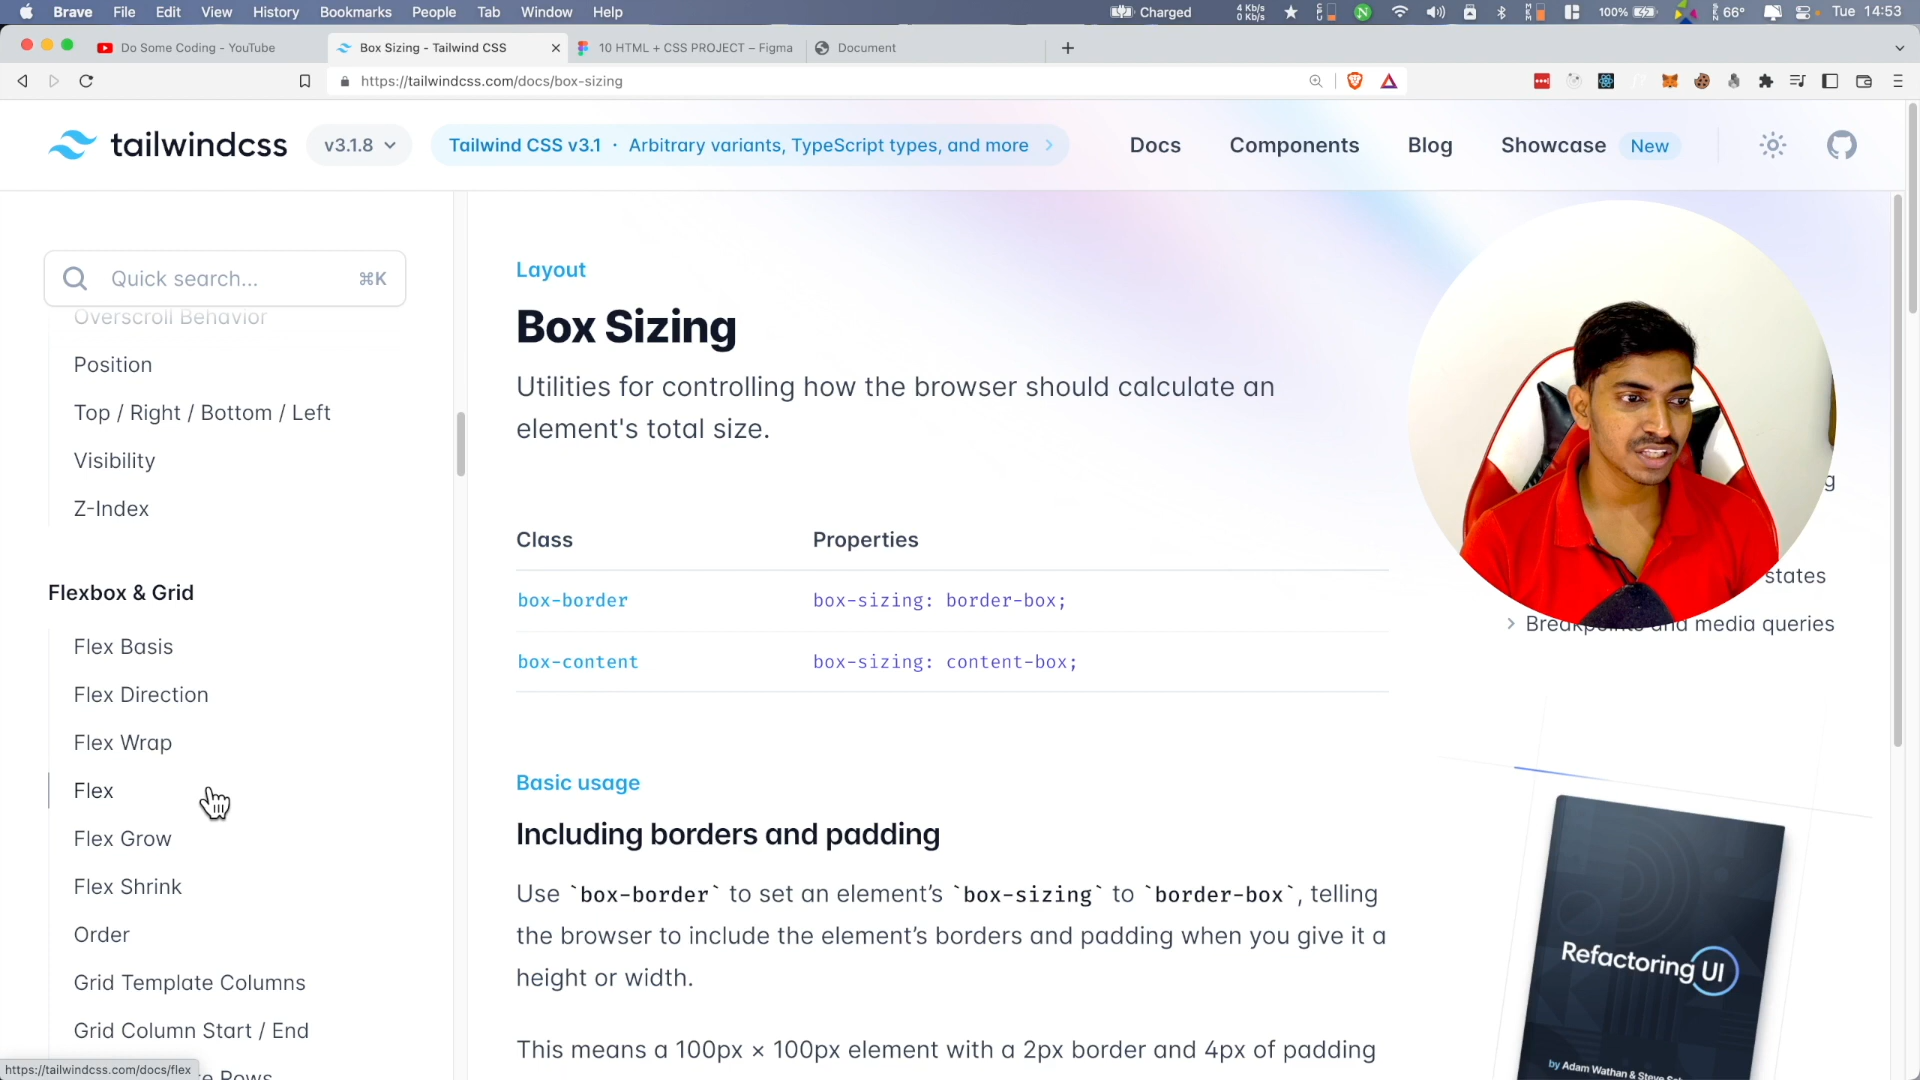 Brave File Edit View History Bookmarks People Tab Window Help
Charged 4 Kb/s 0 Kb/s 100% 66° Tue 14:53
Do Some Coding - YouTube
Box Sizing - Tailwind CSS
10 HTML + CSS PROJECT – Figma
Document
https://tailwindcss.com/docs/box-sizing
tailwindcss
v3.1.8
Tailwind CSS v3.1 · Arbitrary variants, TypeScript types, and more
Docs Components Blog Showcase New
Quick search... ⌘K
Overscroll Behavior
Position
Top / Right / Bottom / Left
Visibility
Z-Index
Flexbox & Grid
Flex Basis
Flex Direction
Flex Wrap
Flex
Flex Grow
Flex Shrink
Order
Grid Template Columns
Grid Column Start / End
Rows
https://tailwindcss.com/docs/flex
Layout
Box Sizing
Utilities for controlling how the browser should calculate an
element's total size.
Class Properties
box-border box-sizing: border-box;
box-content box-sizing: content-box;
Basic usage
Including borders and padding
Use `box-border` to set an element’s `box-sizing` to `border-box`, telling
the browser to include the element’s borders and padding when you give it a
height or width.
This means a 100px × 100px element with a 2px border and 4px of padding
states
Breakpoints and media queries
Refactoring UI
by Adam Wathan & Steve